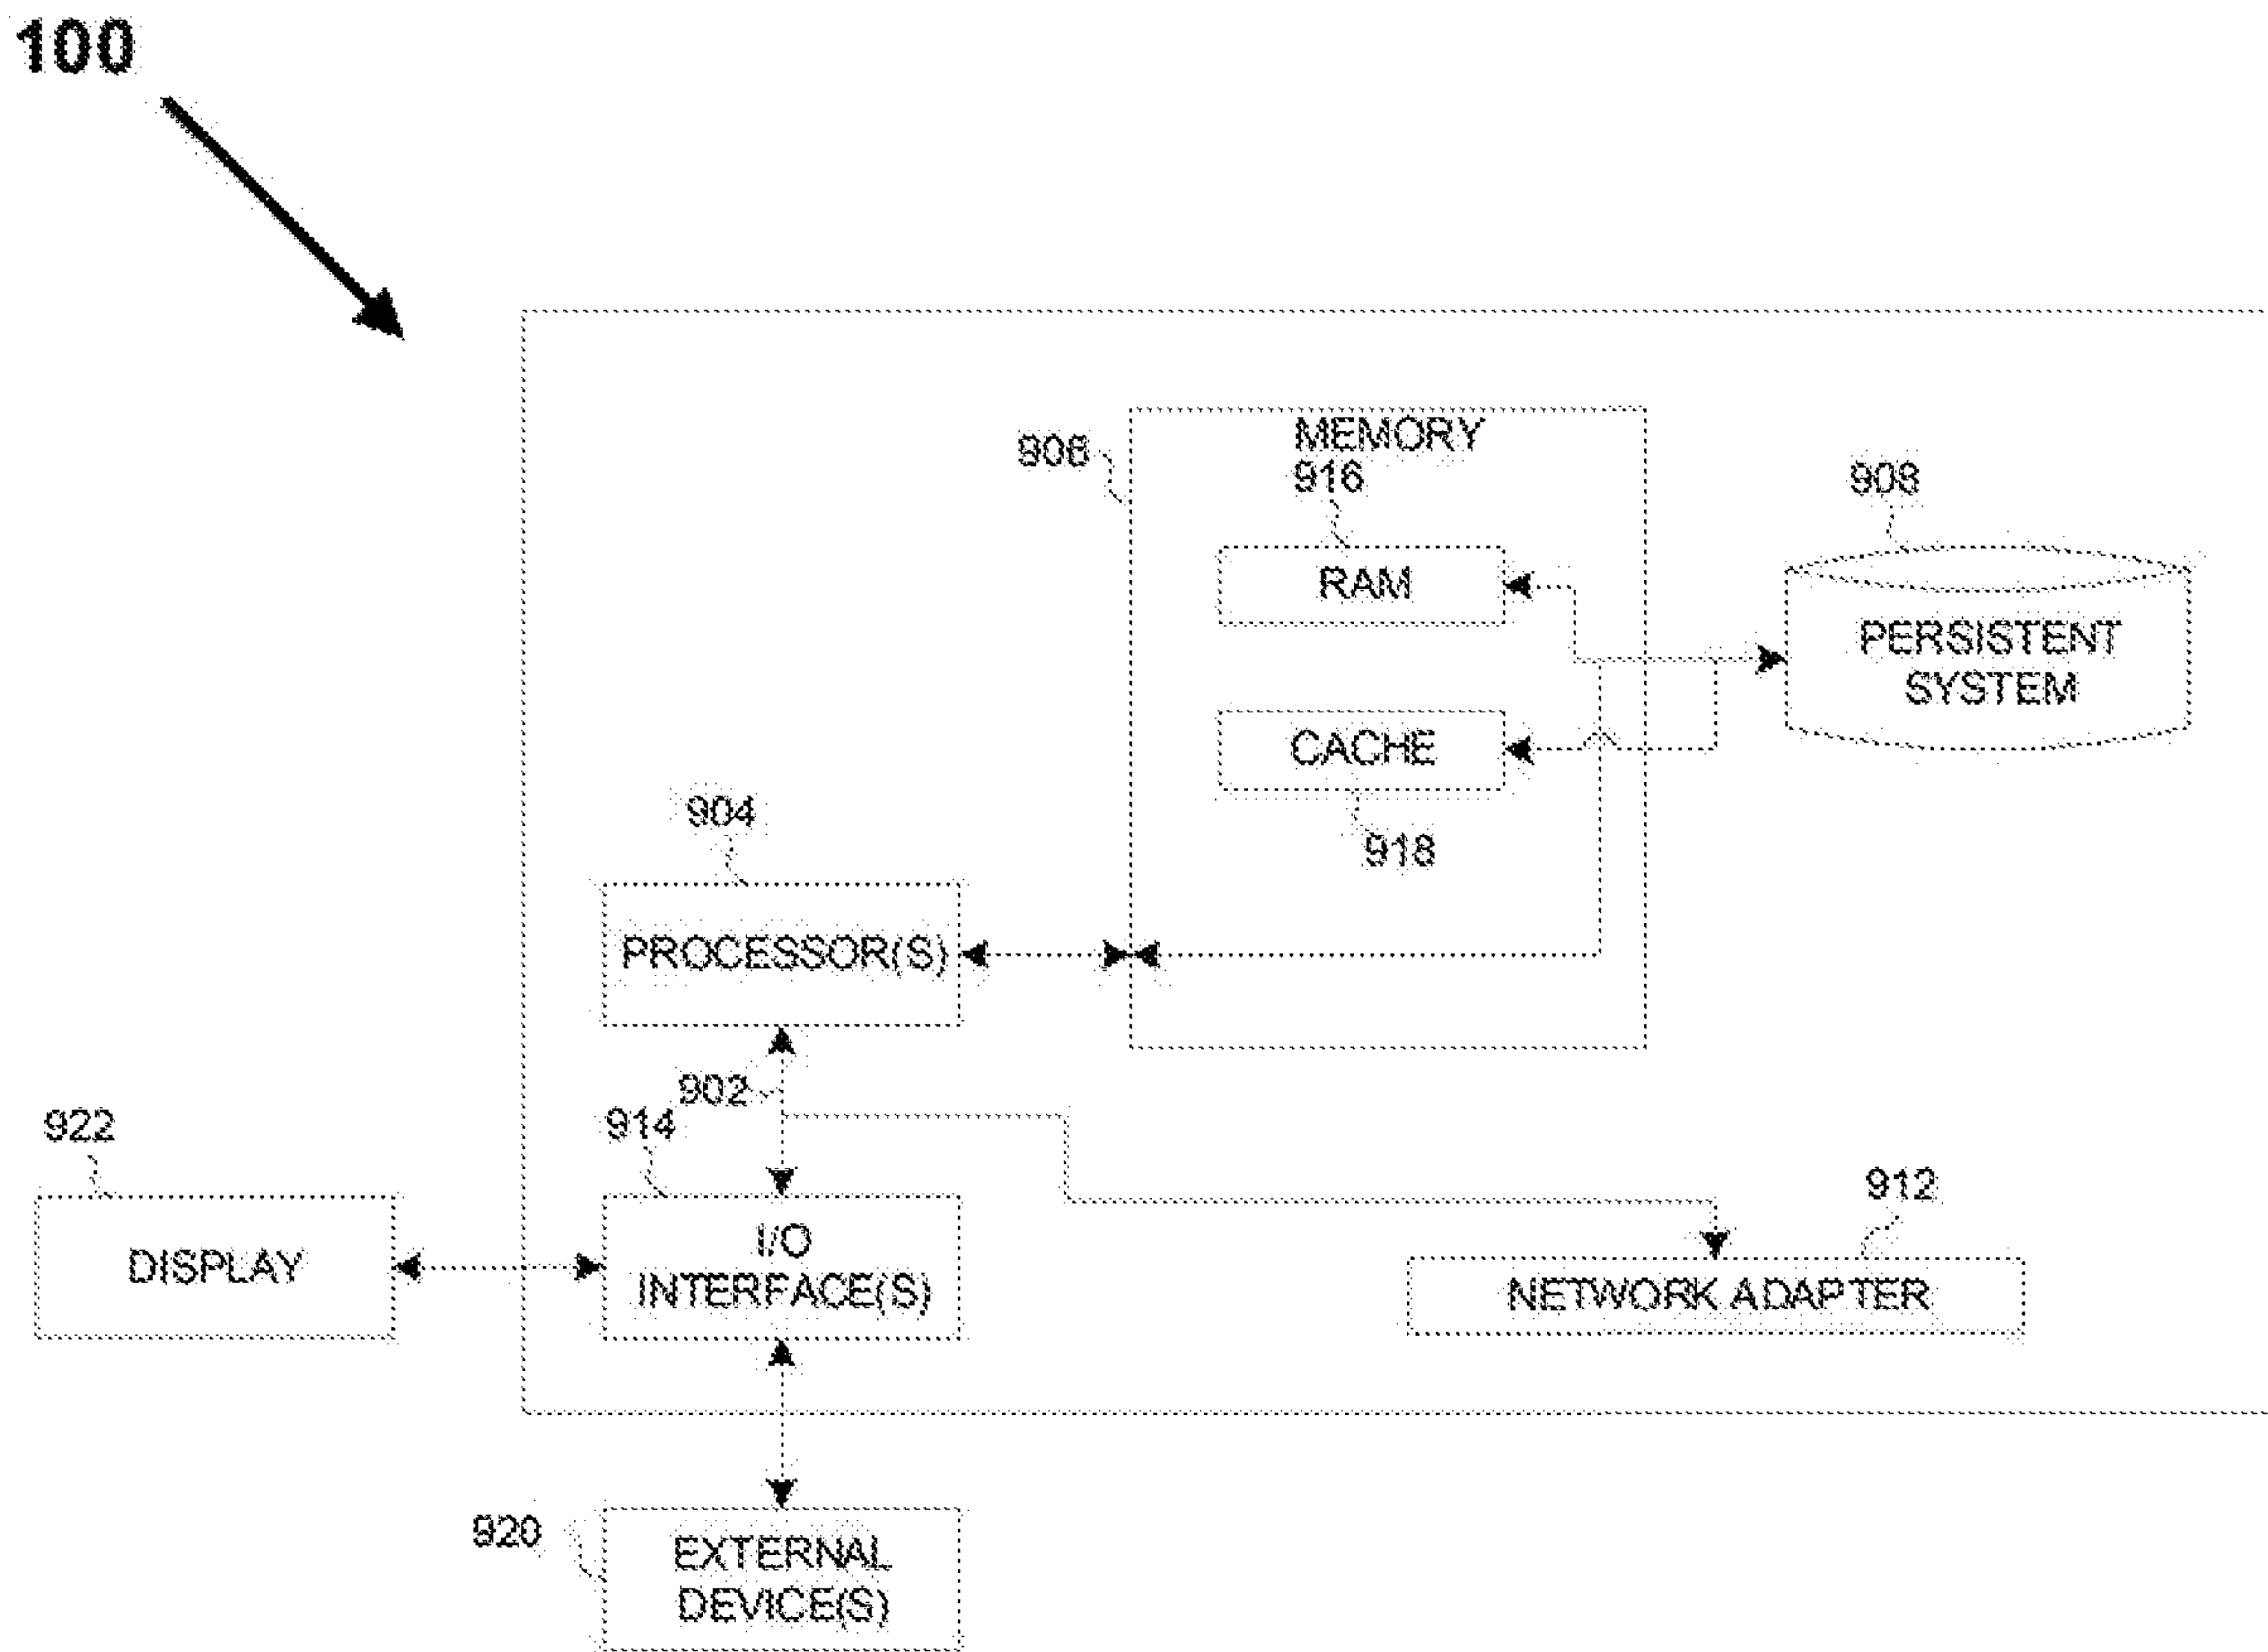 100
906
MEMORY
916
RAM
908
PERSISTENT
SYSTEM
CACHE
918
904
PROCESSOR(S)
902
922
914
DISPLAY
I/O
INTERFACE(S)
912
NETWORK ADAPTER
920
EXTERNAL
DEVICE(S)